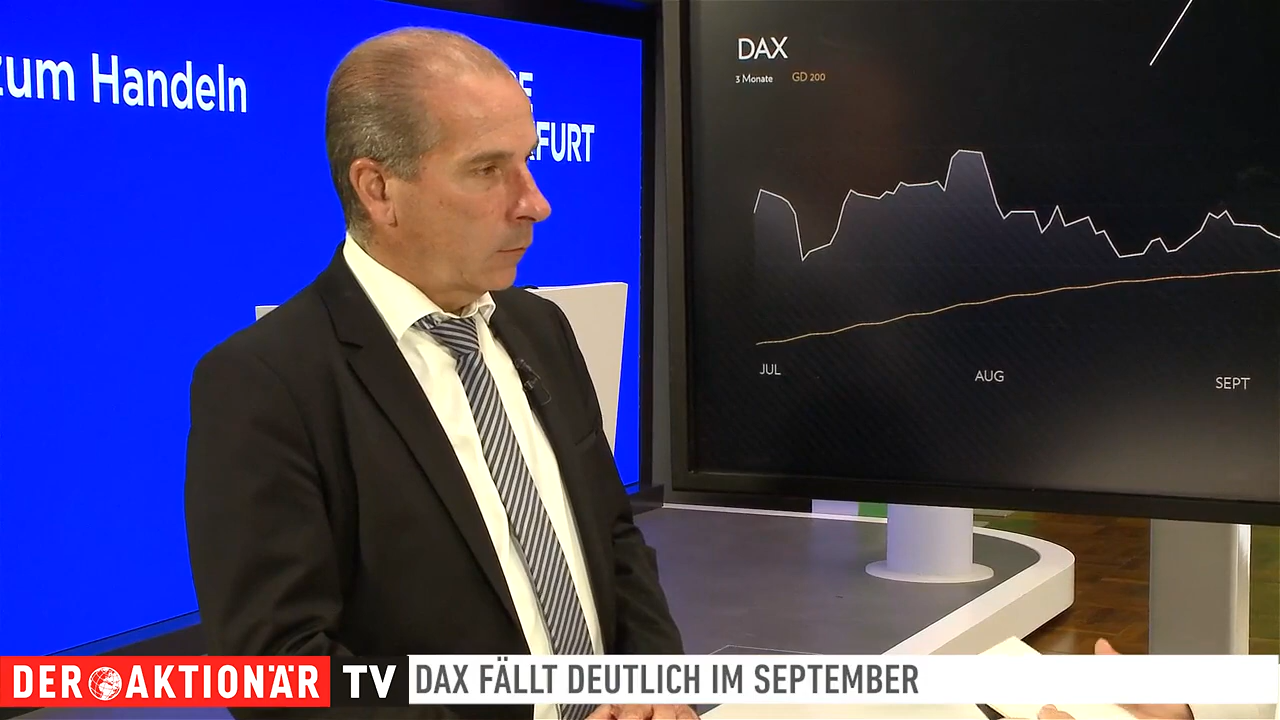 zum Handeln
FURT
DAX
3 Monate GD 200
JUL AUG SEPT
DER AKTIONÄR TV
DAX FÄLLT DEUTLICH IM SEPTEMBER